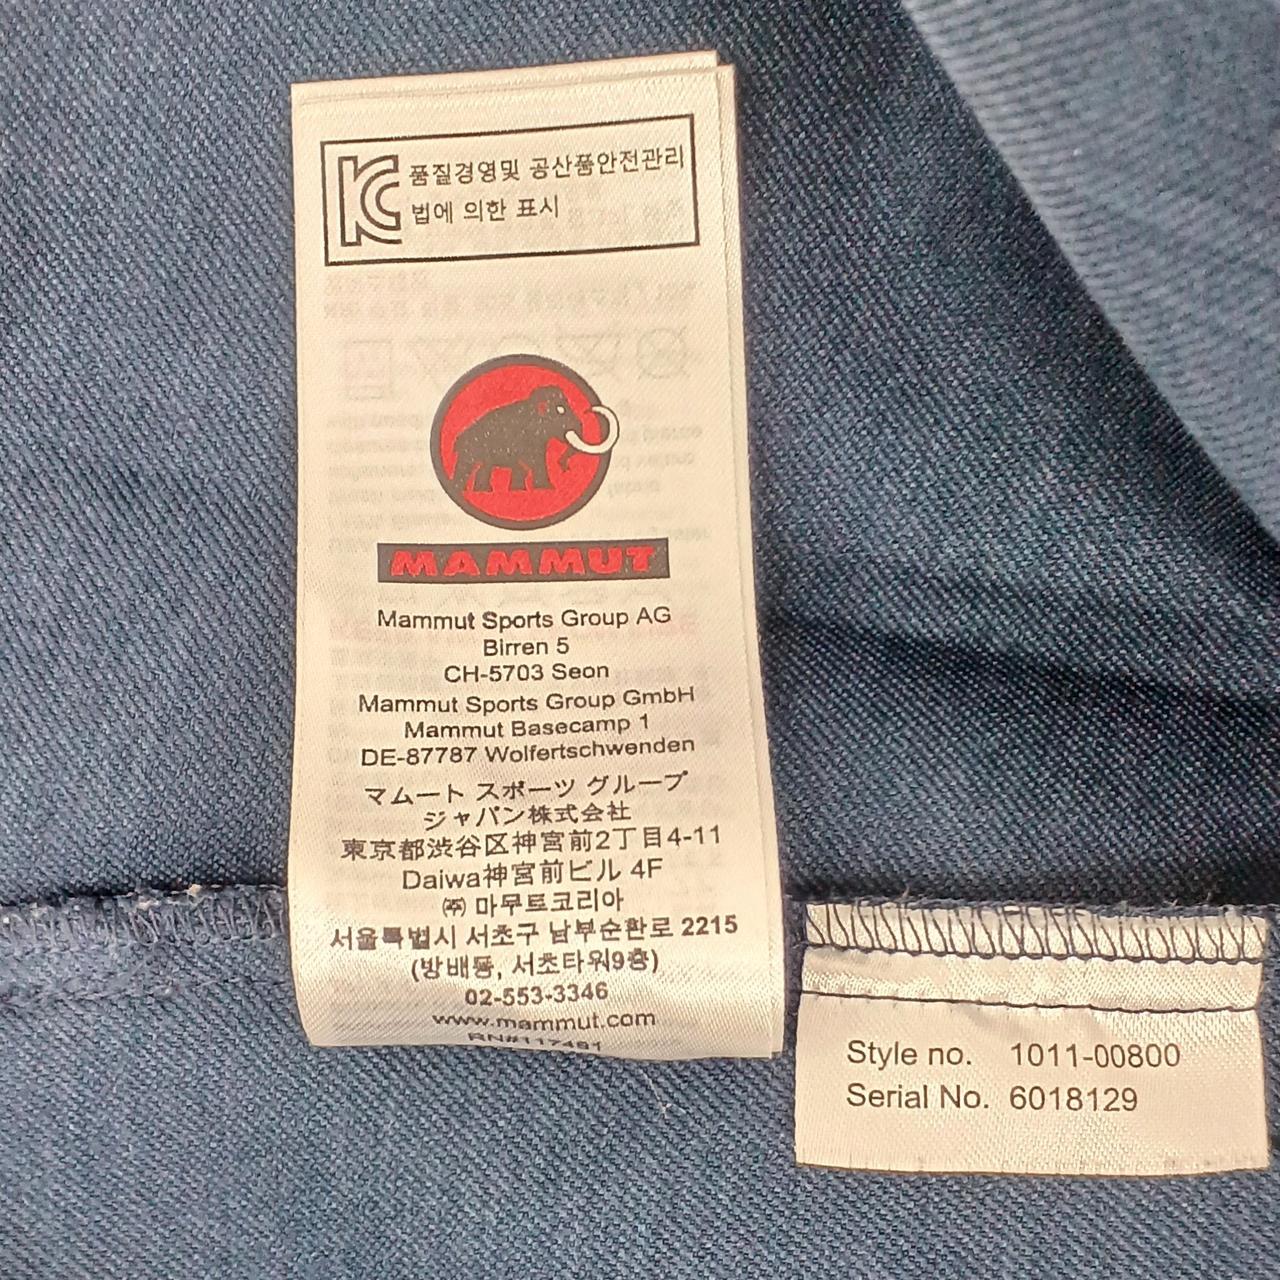 KC
품질경영및 공산품안전관리
법에 의한 표시
MAMMUT
Mammut Sports Group AG
Birren 5
CH-5703 Seon
Mammut Sports Group GmbH
Mammut Basecamp 1
DE-87787 Wolfertschwenden
マムート スポーツ グループ
ジャパン株式会社
東京都渋谷区神宮前2丁目4-11
Daiwa神宮前ビル 4F
㈜ 마무트코리아
서울특별시 서초구 남부순환로 2215
(방배동, 서초타워9층)
02-553-3346
www.mammut.com
RN#117491
Style no. 1011-00800
Serial No. 6018129